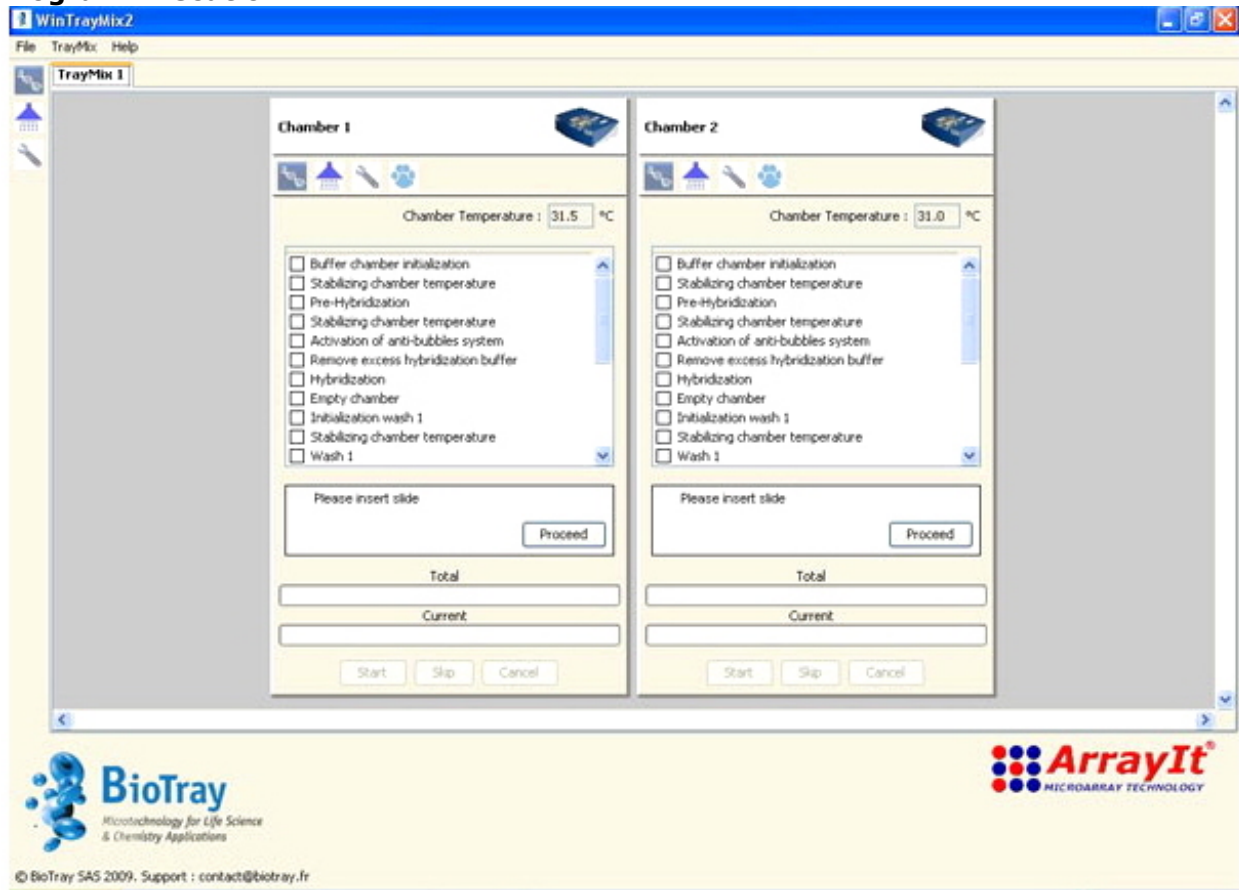 WinTrayMix2
File TrayMix Help
TrayMix 1
Chamber 1
Chamber Temperature : 31.5 °C
Buffer chamber initialization
Stabilizing chamber temperature
Pre-Hybridization
Stabilizing chamber temperature
Activation of anti-bubbles system
Remove excess hybridization buffer
Hybridization
Empty chamber
Initialization wash 1
Stabilizing chamber temperature
Wash 1
Please insert slide
Proceed
Total
Current
Start Skip Cancel
Chamber 2
Chamber Temperature : 31.0 °C
Buffer chamber initialization
Stabilizing chamber temperature
Pre-Hybridization
Stabilizing chamber temperature
Activation of anti-bubbles system
Remove excess hybridization buffer
Hybridization
Empty chamber
Initialization wash 1
Stabilizing chamber temperature
Wash 1
Please insert slide
Proceed
Total
Current
Start Skip Cancel
BioTray
Microtechnology for Life Science
& Chemistry Applications
ArrayIt®
MICROARRAY TECHNOLOGY
© BioTray SAS 2009. Support : contact@biotray.fr